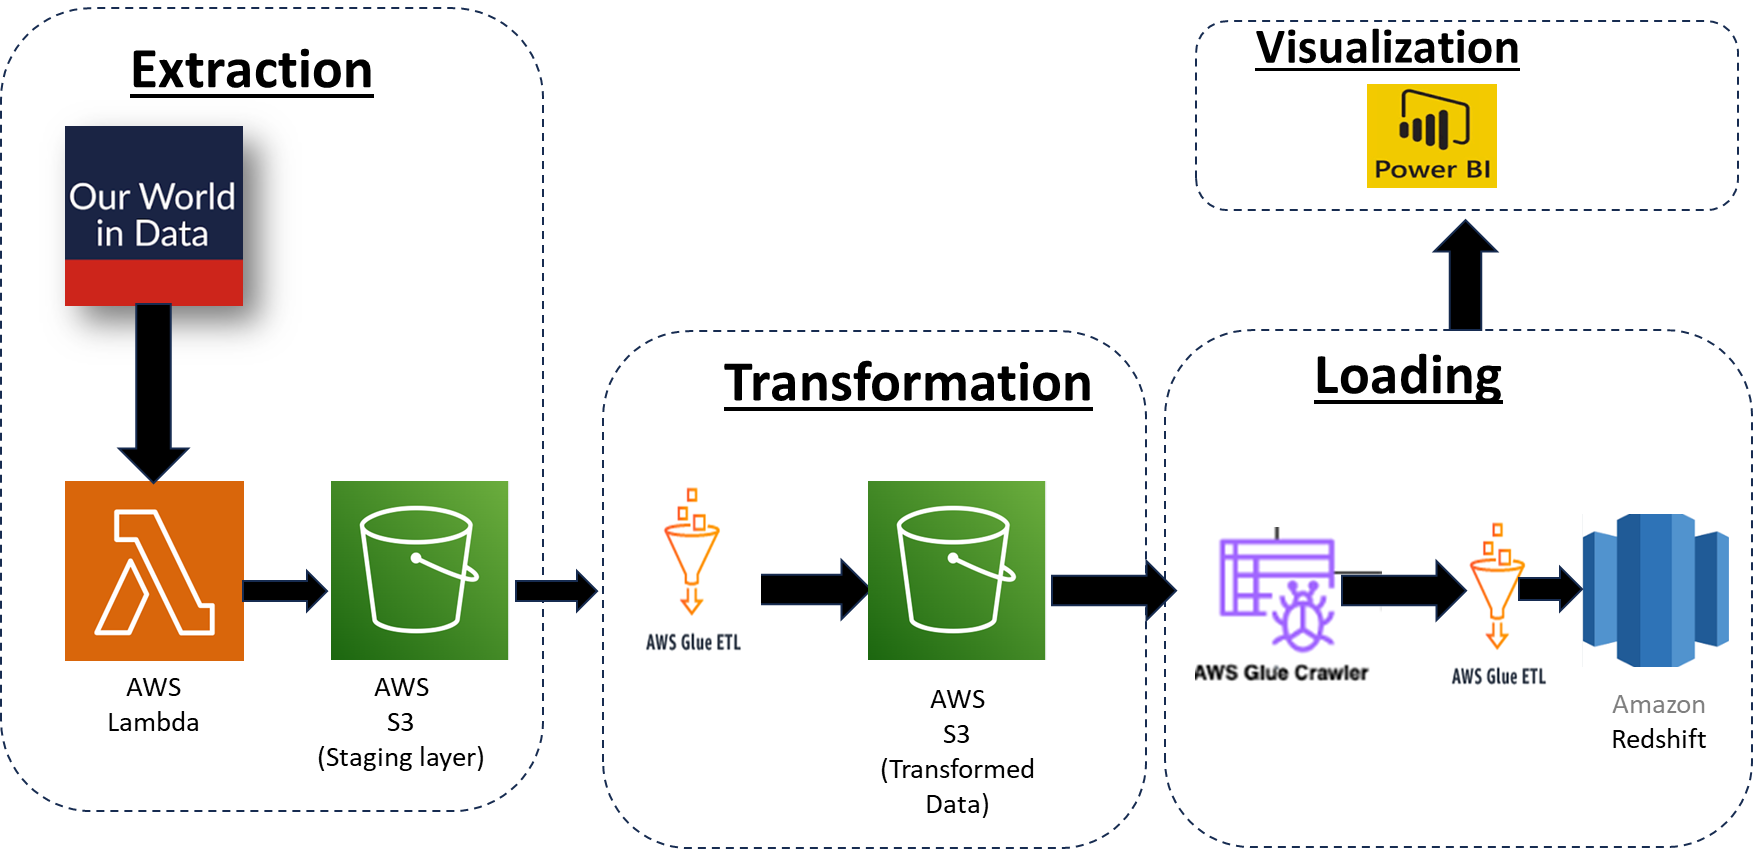 Extraction
Our World
in Data
AWS
Lambda
AWS
S3
(Staging layer)
Transformation
AWS Glue ETL
AWS
S3
(Transformed
Data)
Loading
AWS Glue Crawler
AWS Glue ETL
Amazon
Redshift
Visualization
Power BI